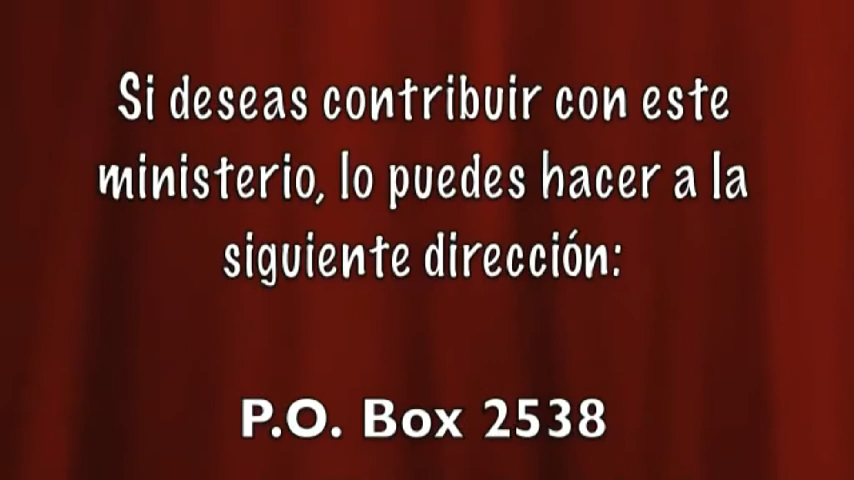 Si deseas contribuir con este
ministerio, lo puedes hacer a la
siguiente dirección:
P.O. Box 2538